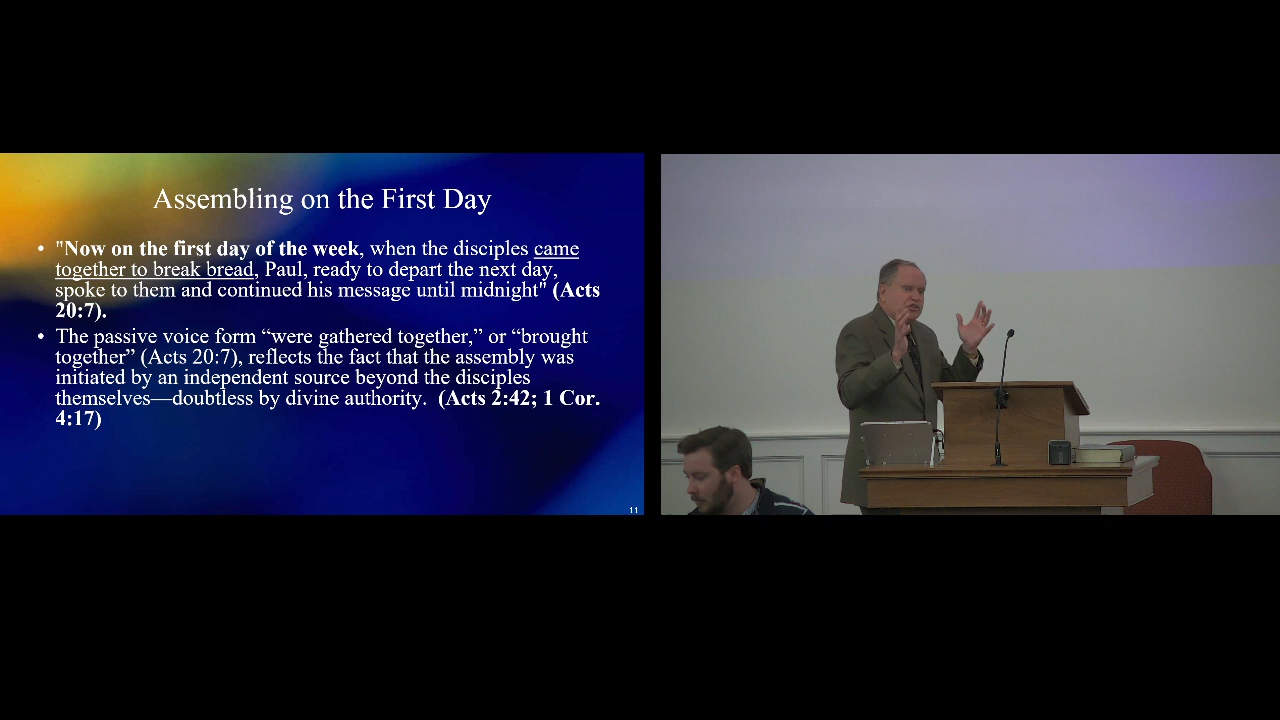 Assembling on the First Day
• "Now on the first day of the week, when the disciples came
together to break bread, Paul, ready to depart the next day,
spoke to them and continued his message until midnight" (Acts
20:7).
• The passive voice form “were gathered together,” or “brought
together” (Acts 20:7), reflects the fact that the assembly was
initiated by an independent source beyond the disciples
themselves—doubtless by divine authority. (Acts 2:42; 1 Cor.
4:17)
11